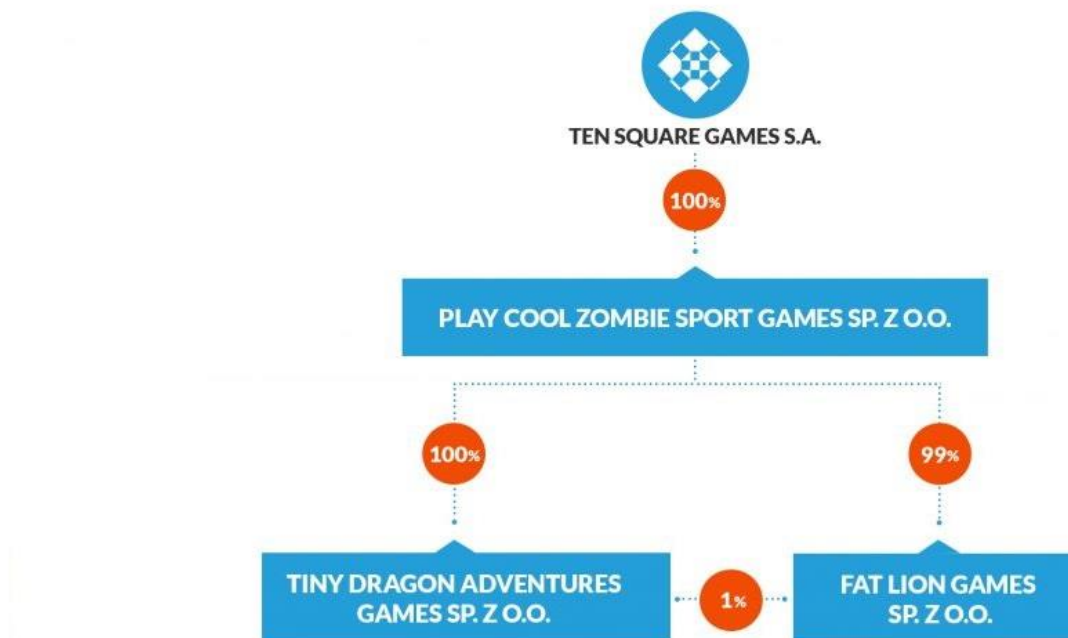 TEN SQUARE GAMES S.A.
100%
PLAY COOL ZOMBIE SPORT GAMES SP. Z O.O.
100%
99%
TINY DRAGON ADVENTURES
GAMES SP. Z O.O.
1%
FAT LION GAMES
SP. Z O.O.